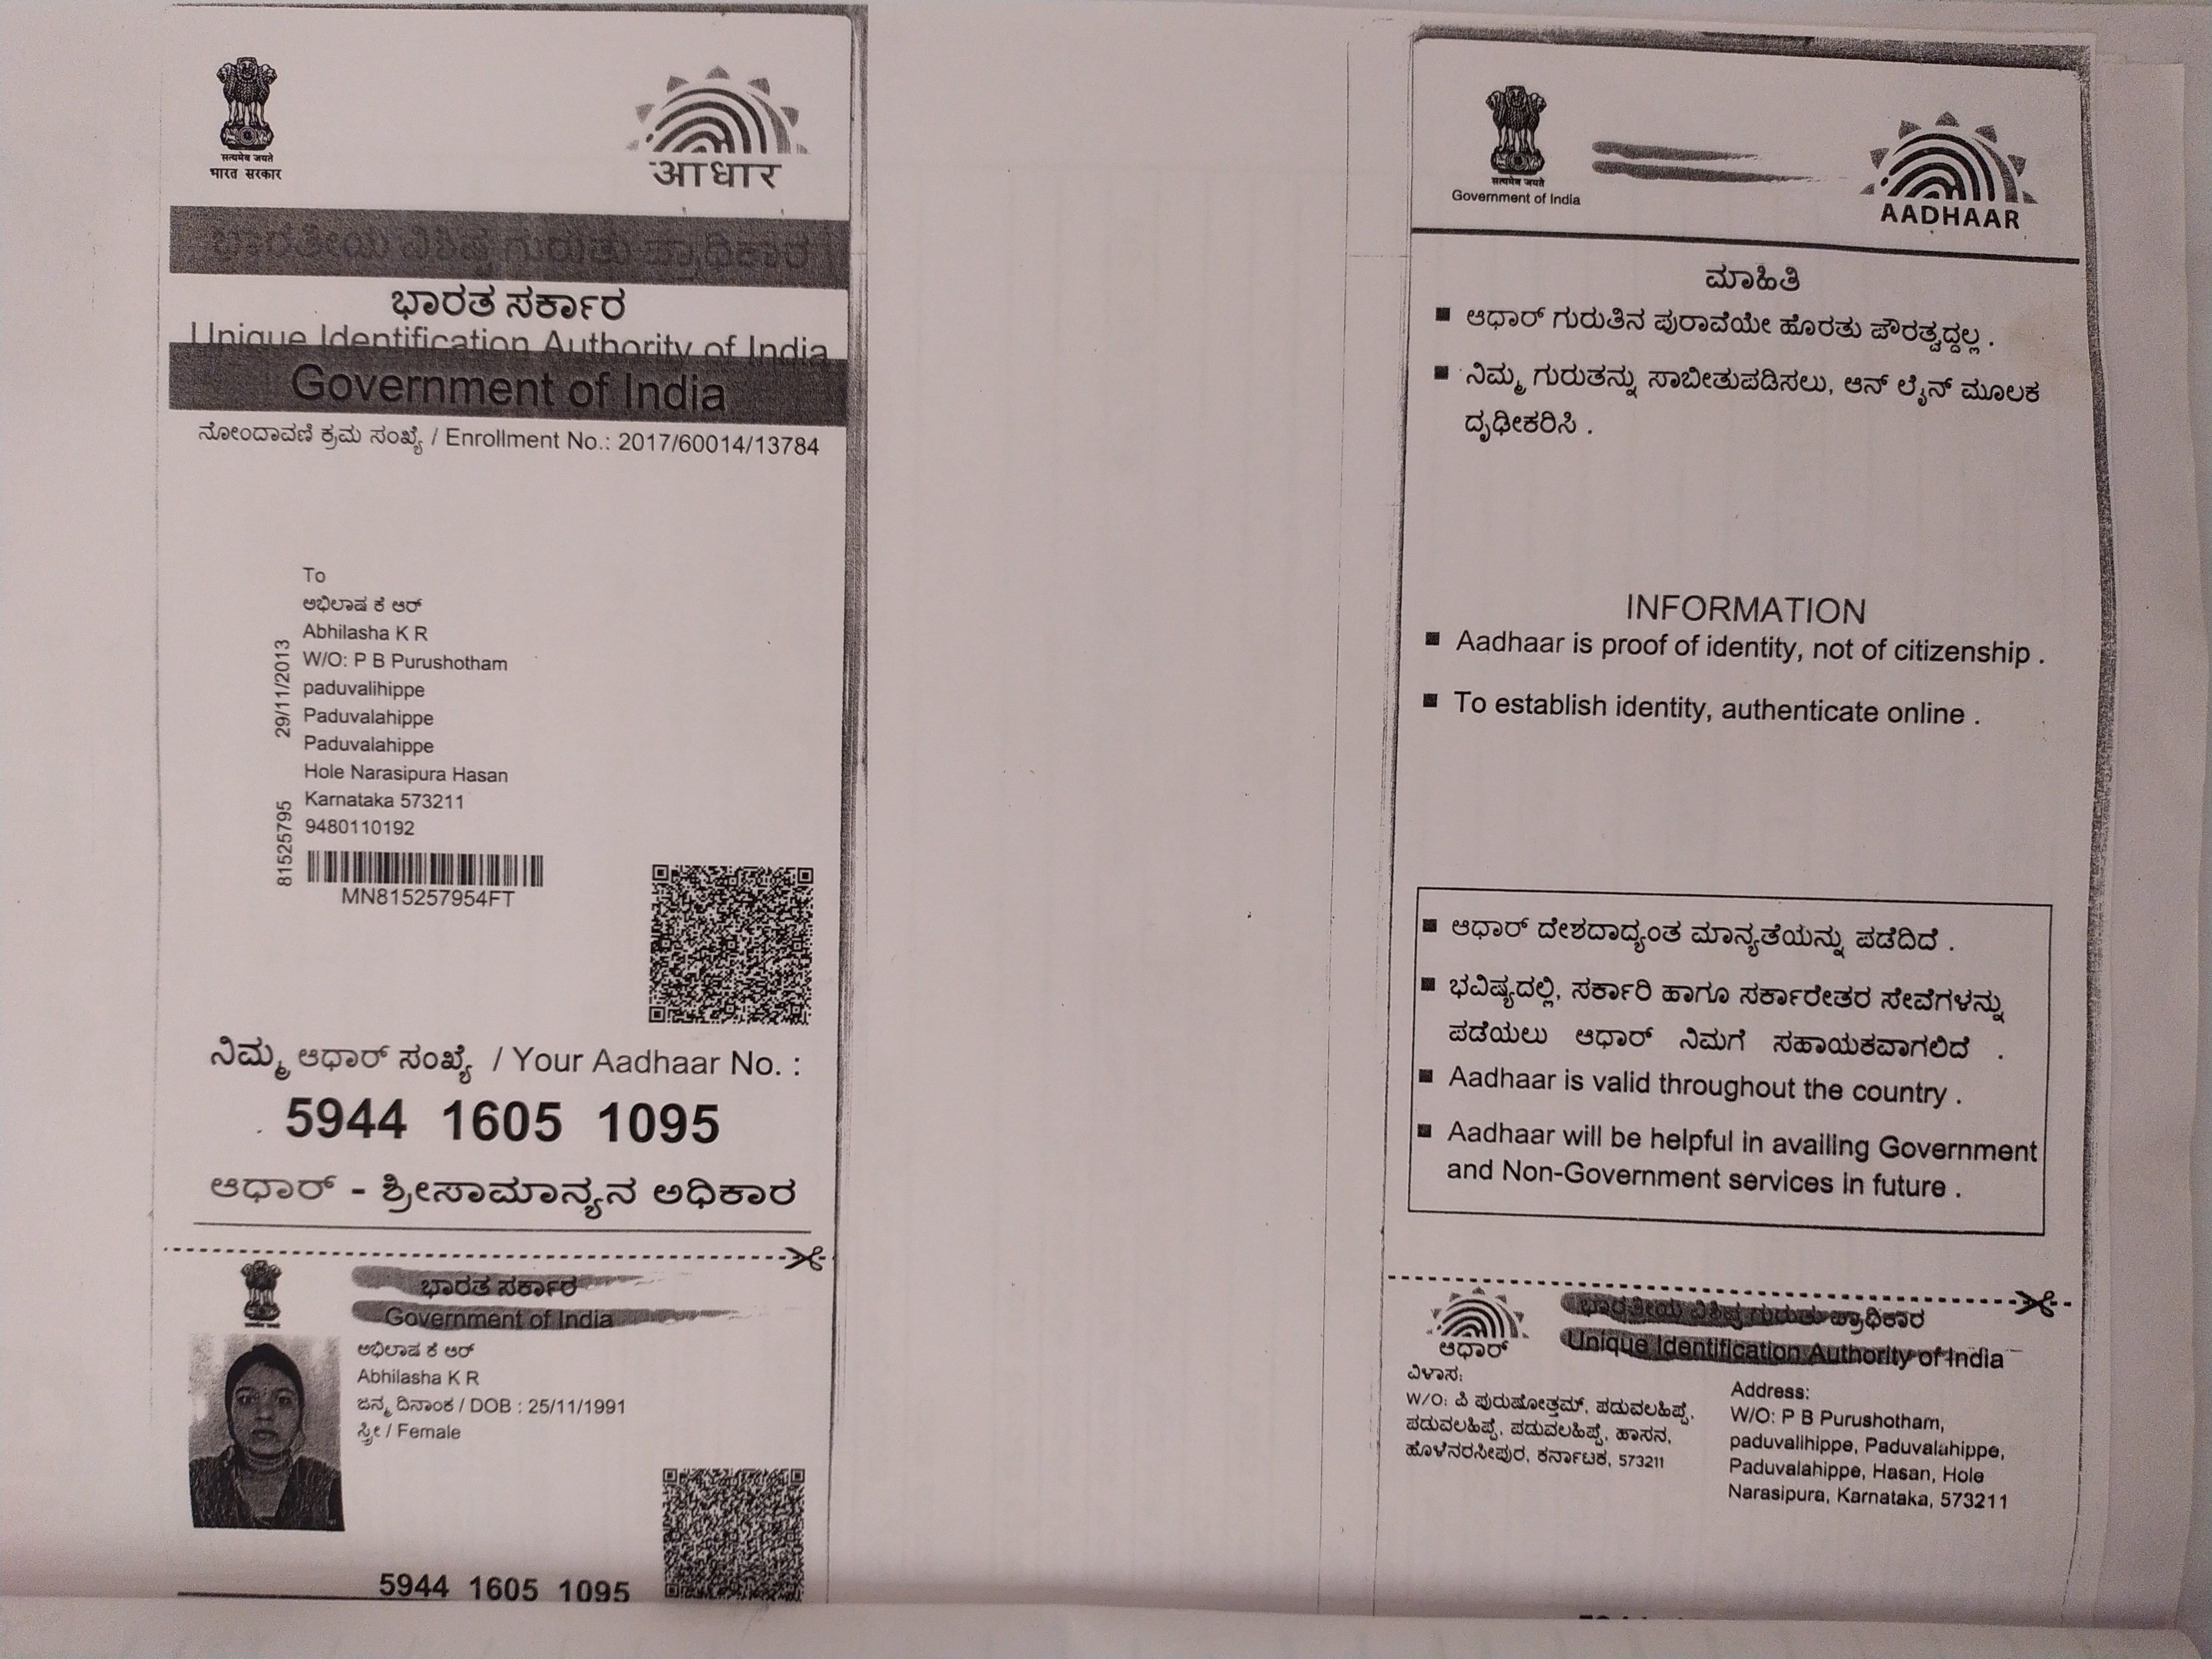 सत्यमेव जयते
भारत सरकार
आधार
ಭಾರತೀಯ ವಿಶಿಷ್ಟ ಗುರುತು ಪ್ರಾಧಿಕಾರ
ಭಾರತ ಸರ್ಕಾರ
Unique Identification Authority of India
Government of India
ನೋಂದಾವಣಿ ಕ್ರಮ ಸಂಖ್ಯೆ / Enrollment No.: 2017/60014/13784
To
ಅಭಿಲಾಷ ಕೆ ಆರ್
Abhilasha K R
W/O: P B Purushotham
paduvalihippe
Paduvalahippe
Paduvalahippe
Hole Narasipura Hasan
Karnataka 573211
9480110192
29/11/2013
81525795
MN815257954FT
ನಿಮ್ಮ ಆಧಾರ್ ಸಂಖ್ಯೆ / Your Aadhaar No. :
5944 1605 1095
ಆಧಾರ್ - ಶ್ರೀಸಾಮಾನ್ಯನ ಅಧಿಕಾರ
ಭಾರತ ಸರ್ಕಾರ
Government of India
ಅಭಿಲಾಷ ಕೆ ಆರ್
Abhilasha K R
ಜನ್ಮ ದಿನಾಂಕ / DOB : 25/11/1991
ಸ್ತ್ರೀ / Female
5944 1605 1095
सत्यमेव जयते
Government of India
AADHAAR
ಮಾಹಿತಿ
■ ಆಧಾರ್ ಗುರುತಿನ ಪುರಾವೆಯೇ ಹೊರತು ಪೌರತ್ವದ್ದಲ್ಲ .
■ ನಿಮ್ಮ ಗುರುತನ್ನು ಸಾಬೀತುಪಡಿಸಲು, ಆನ್ ಲೈನ್ ಮೂಲಕ
ದೃಢೀಕರಿಸಿ .
INFORMATION
■ Aadhaar is proof of identity, not of citizenship .
■ To establish identity, authenticate online .
■ ಆಧಾರ್ ದೇಶದಾದ್ಯಂತ ಮಾನ್ಯತೆಯನ್ನು ಪಡೆದಿದೆ .
■ ಭವಿಷ್ಯದಲ್ಲಿ, ಸರ್ಕಾರಿ ಹಾಗೂ ಸರ್ಕಾರೇತರ ಸೇವೆಗಳನ್ನು
ಪಡೆಯಲು ಆಧಾರ್ ನಿಮಗೆ ಸಹಾಯಕವಾಗಲಿದೆ .
■ Aadhaar is valid throughout the country .
■ Aadhaar will be helpful in availing Government
and Non-Government services in future .
ಆಧಾರ್
ಭಾರತೀಯ ವಿಶಿಷ್ಟ ಗುರುತು ಪ್ರಾಧಿಕಾರ
Unique Identification Authority of India
ವಿಳಾಸ:
W/O: ಪಿ ಪುರುಷೋತ್ತಮ್, ಪಡುವಲಹಿಪ್ಪೆ,
ಪಡುವಲಹಿಪ್ಪೆ, ಪಡುವಲಹಿಪ್ಪೆ, ಹಾಸನ,
ಹೊಳೆನರಸೀಪುರ, ಕರ್ನಾಟಕ, 573211
Address:
W/O: P B Purushotham,
paduvalihippe, Paduvalahippe,
Paduvalahippe, Hasan, Hole
Narasipura, Karnataka, 573211